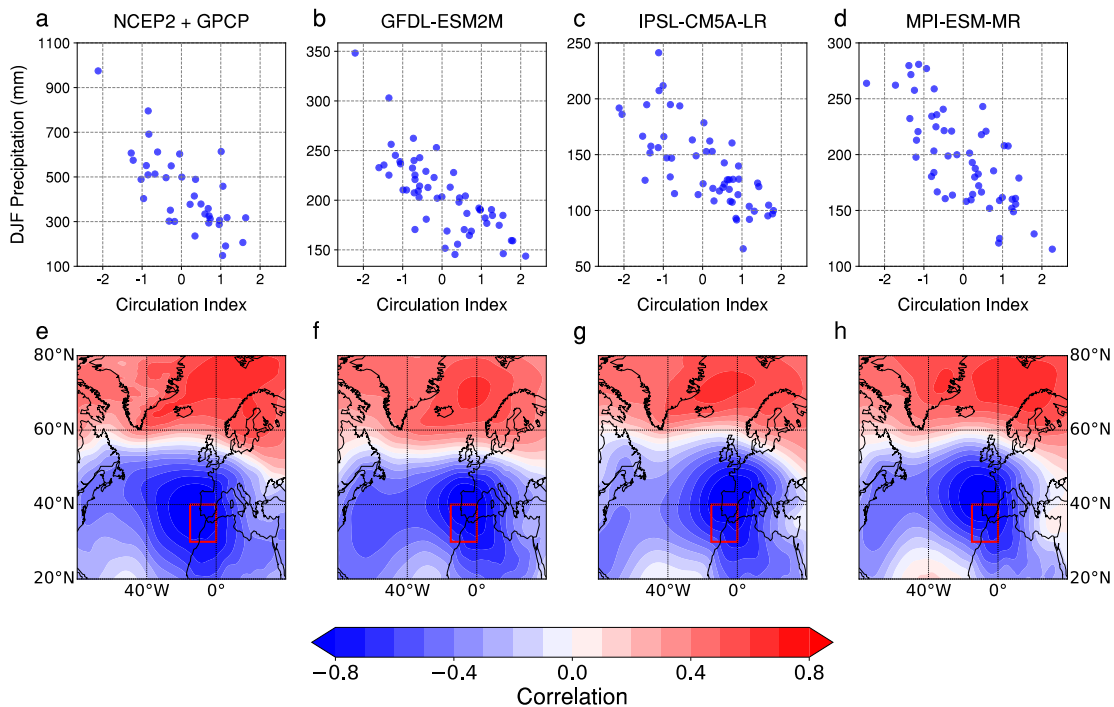 a NCEP2 + GPCP b GFDL-ESM2M c IPSL-CM5A-LR d MPI-ESM-MR
DJF Precipitation (mm)
1100
900
700
500
300
100
-2 -1 0 1 2
Circulation Index
350
300
250
200
150
-2 -1 0 1 2
Circulation Index
250
200
150
100
50
-2 -1 0 1 2
Circulation Index
300
250
200
150
100
-2 -1 0 1 2
Circulation Index
e f g h
80°N 80°N
60°N 60°N
40°N 40°N
20°N 20°N
40°W 0° 40°W 0° 40°W 0° 40°W 0°
−0.8 −0.4 0.0 0.4 0.8
Correlation